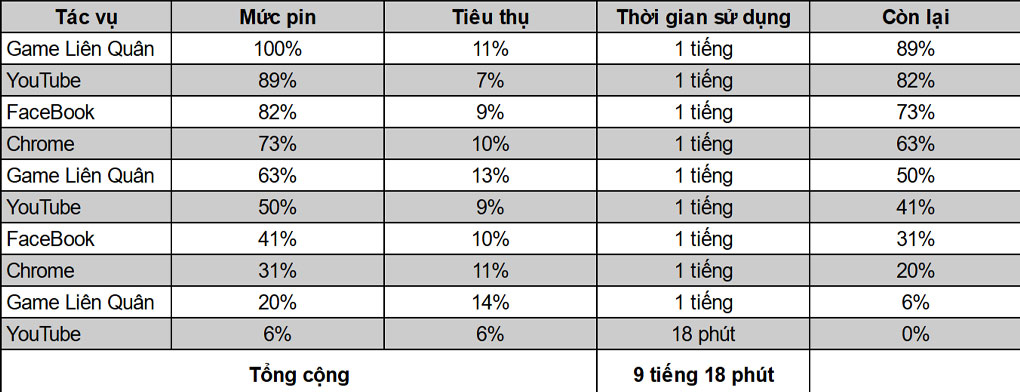 Tác vụ Mức pin Tiêu thụ Thời gian sử dụng Còn lại
Game Liên Quân 100% 11% 1 tiếng 89%
YouTube 89% 7% 1 tiếng 82%
FaceBook 82% 9% 1 tiếng 73%
Chrome 73% 10% 1 tiếng 63%
Game Liên Quân 63% 13% 1 tiếng 50%
YouTube 50% 9% 1 tiếng 41%
FaceBook 41% 10% 1 tiếng 31%
Chrome 31% 11% 1 tiếng 20%
Game Liên Quân 20% 14% 1 tiếng 6%
YouTube 6% 6% 18 phút 0%
Tổng cộng 9 tiếng 18 phút